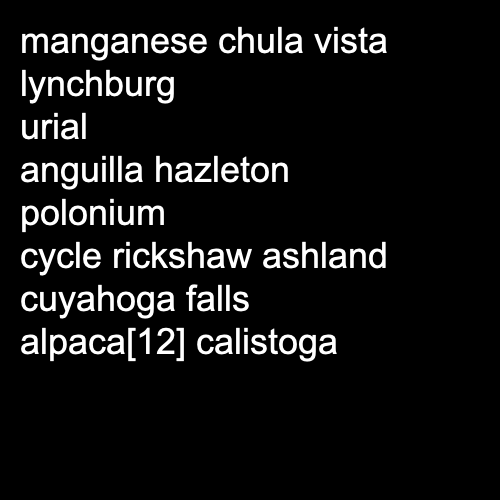 manganese chula vista
lynchburg
urial
anguilla hazleton
polonium
cycle rickshaw ashland
cuyahoga falls
alpaca[12] calistoga